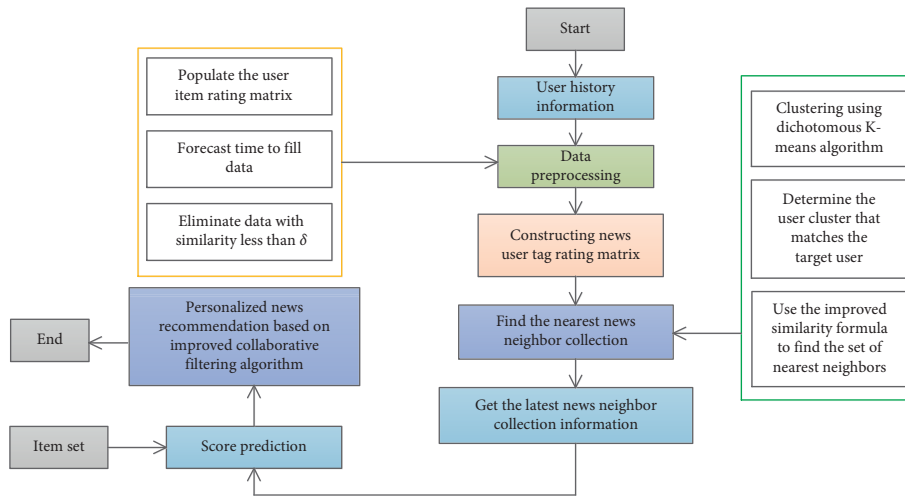 Start
User history
information
Data
preprocessing
Constructing news
user tag rating matrix
Find the nearest news
neighbor collection
Get the latest news neighbor
collection information
Populate the user
item rating matrix
Forecast time to fill
data
Eliminate data with
similarity less than δ
Clustering using
dichotomous K-
means algorithm
Determine the
user cluster that
matches the
target user
Use the improved
similarity formula
to find the set of
nearest neighbors
Item set
Score prediction
Personalized news
recommendation based on
improved collaborative
filtering algorithm
End